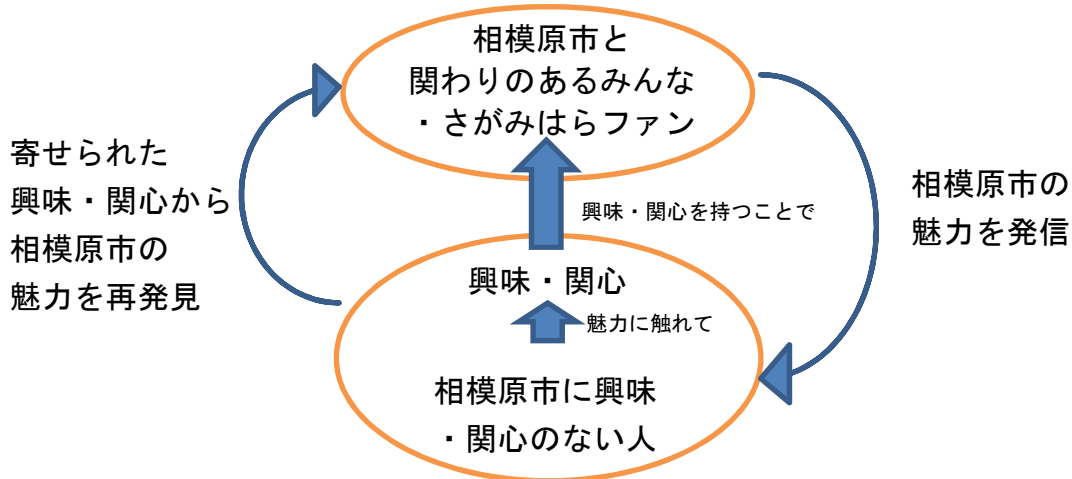 相模原市と
関わりのあるみんな
・さがみはらファン
寄せられた
興味・関心から
相模原市の
魅力を再発見
相模原市の
魅力を発信
興味・関心を持つことで
興味・関心
魅力に触れて
相模原市に興味
・関心のない人